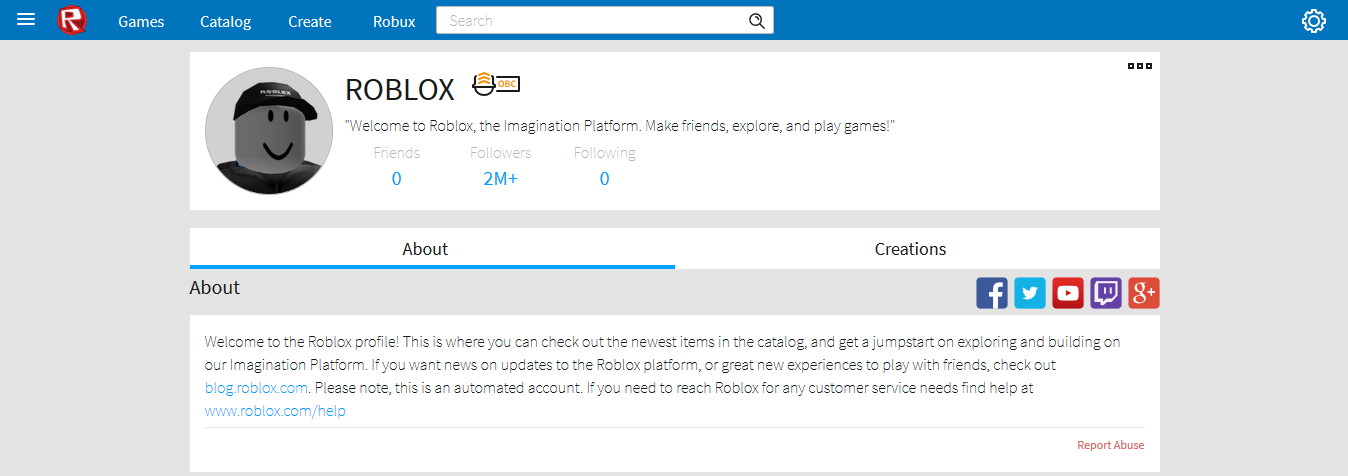 Games Catalog Create Robux Search
ROBLOX OBC
"Welcome to Roblox, the Imagination Platform. Make friends, explore, and play games!"
Friends Followers Following
0 2M+ 0
About Creations
About
Welcome to the Roblox profile! This is where you can check out the newest items in the catalog, and get a jumpstart on exploring and building on
our Imagination Platform. If you want news on updates to the Roblox platform, or great new experiences to play with friends, check out
blog.roblox.com. Please note, this is an automated account. If you need to reach Roblox for any customer service needs find help at
www.roblox.com/help
Report Abuse